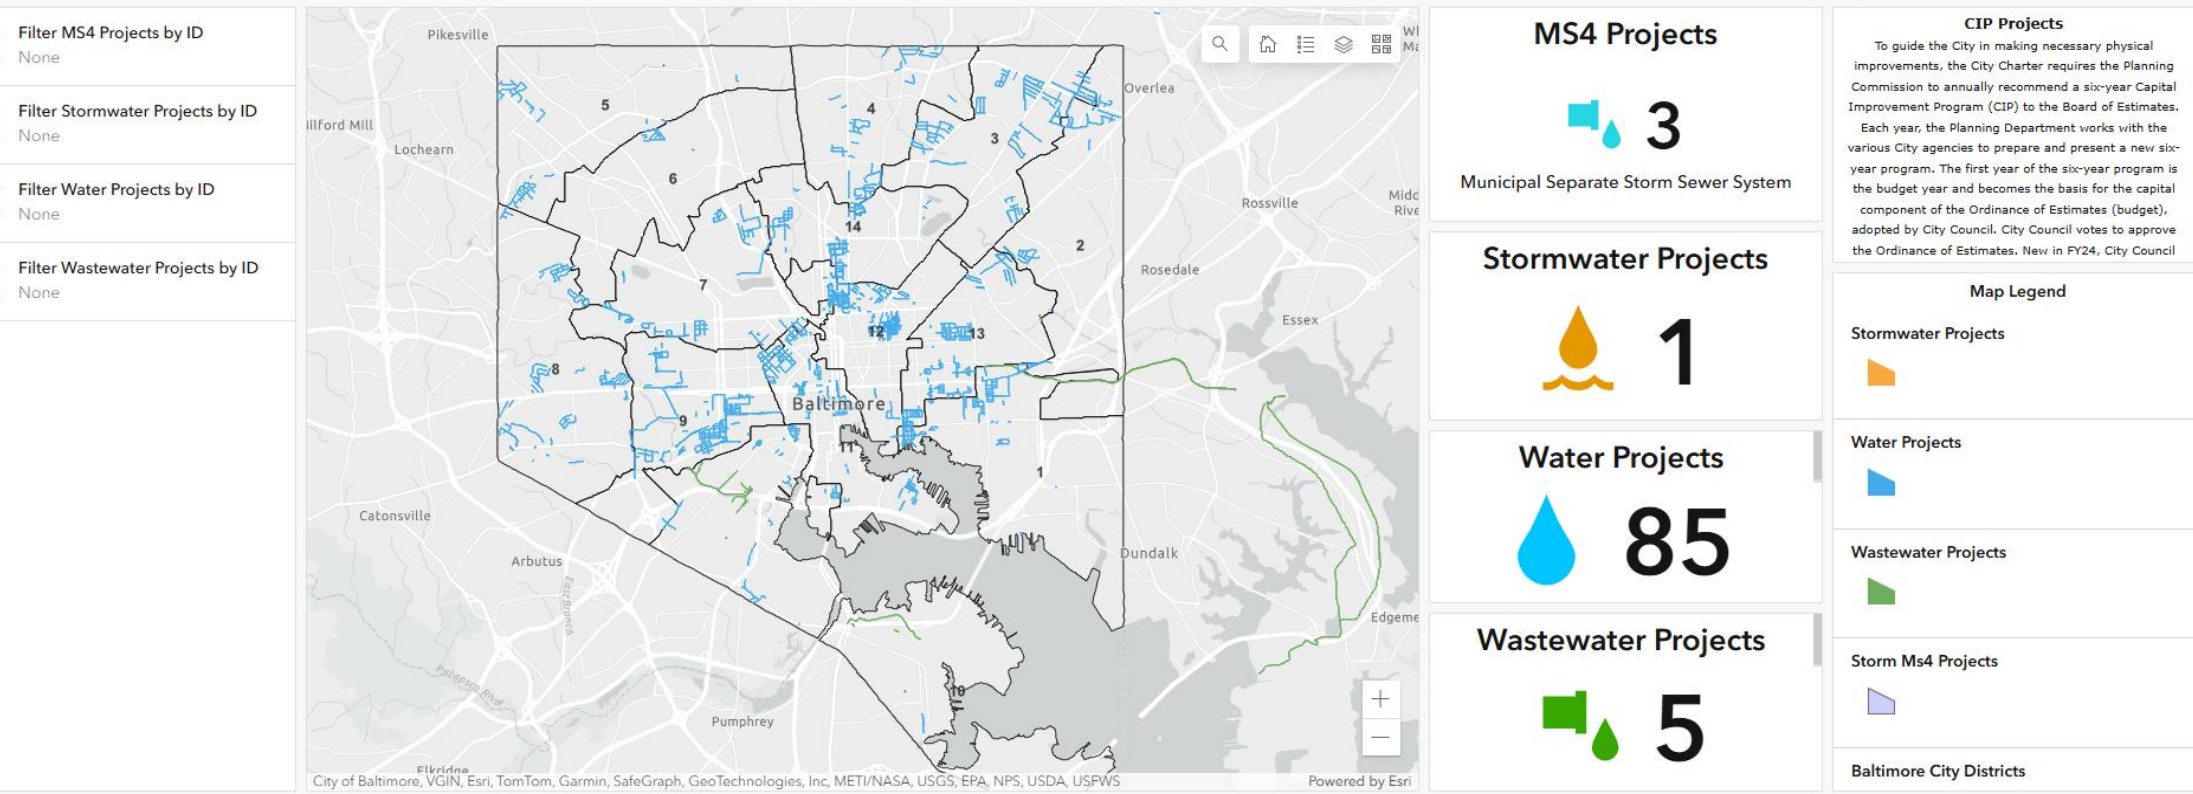 Filter MS4 Projects by ID
None
Filter Stormwater Projects by ID
None
Filter Water Projects by ID
None
Filter Wastewater Projects by ID
None
Pikesville
Overlea
ilford Mill
Lochearn
Rossville
Rosedale
Essex
Baltimore
Catonsville
Arbutus
East Branch
Dundalk
Edgeme
Patapsco Rivd
Pumphrey
Elkridge
Midd
Rive
5
4
3
6
14
2
7
12
13
8
9
11
1
10
City of Baltimore, VGIN, Esri, TomTom, Garmin, SafeGraph, GeoTechnologies, Inc, METI/NASA, USGS, EPA, NPS, USDA, USFWS
Powered by Esri
MS4 Projects
3
Municipal Separate Storm Sewer System
Stormwater Projects
1
Water Projects
85
Wastewater Projects
5
CIP Projects
To guide the City in making necessary physical
improvements, the City Charter requires the Planning
Commission to annually recommend a six-year Capital
Improvement Program (CIP) to the Board of Estimates.
Each year, the Planning Department works with the
various City agencies to prepare and present a new six-
year program. The first year of the six-year program is
the budget year and becomes the basis for the capital
component of the Ordinance of Estimates (budget),
adopted by City Council. City Council votes to approve
the Ordinance of Estimates. New in FY24, City Council
Map Legend
Stormwater Projects
Water Projects
Wastewater Projects
Storm Ms4 Projects
Baltimore City Districts